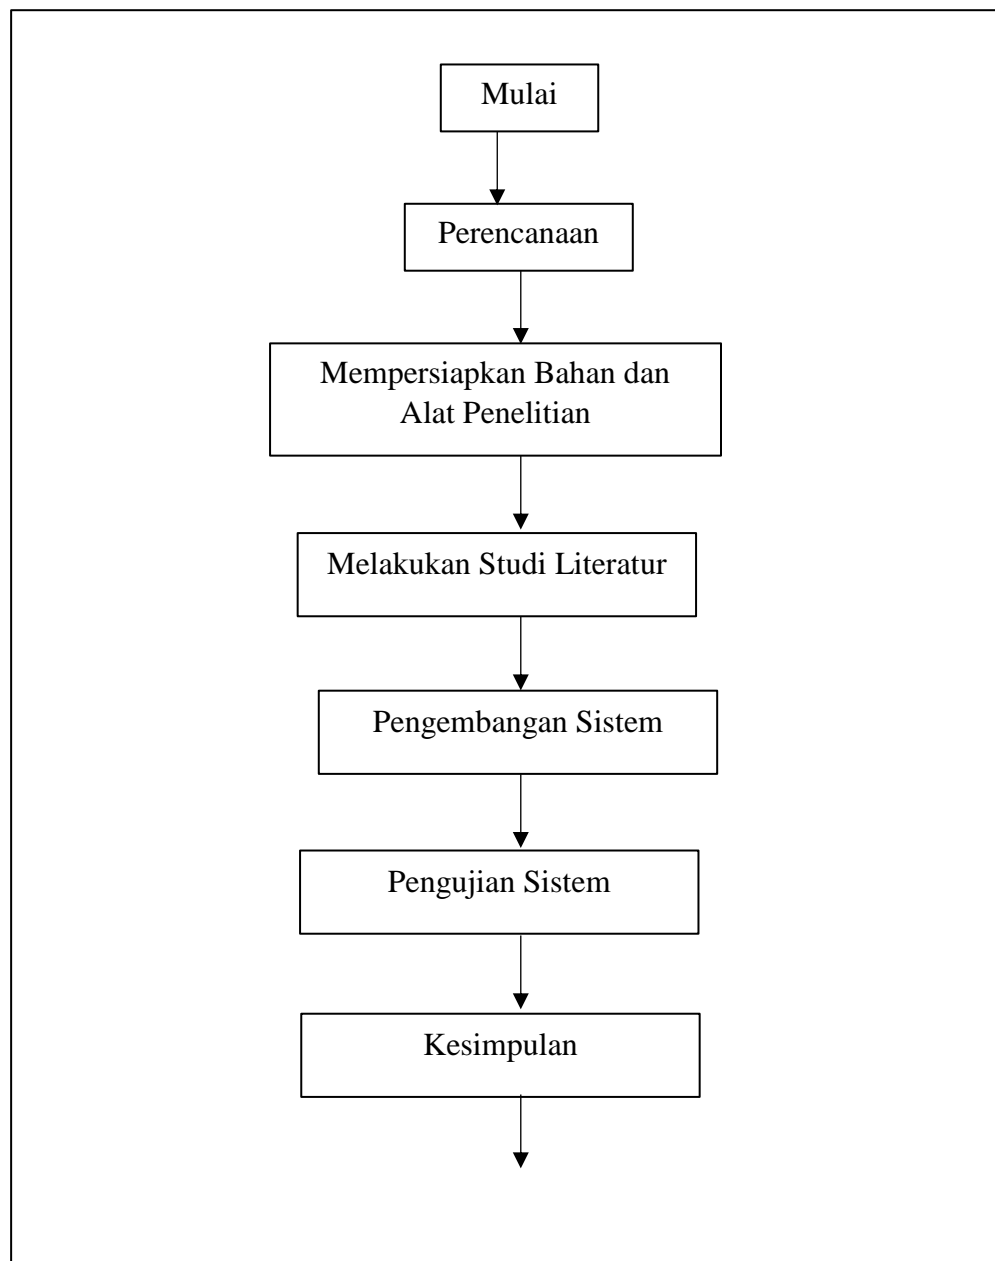 Mulai
Perencanaan
Mempersiapkan Bahan dan
Alat Penelitian
Melakukan Studi Literatur
Pengembangan Sistem
Pengujian Sistem
Kesimpulan